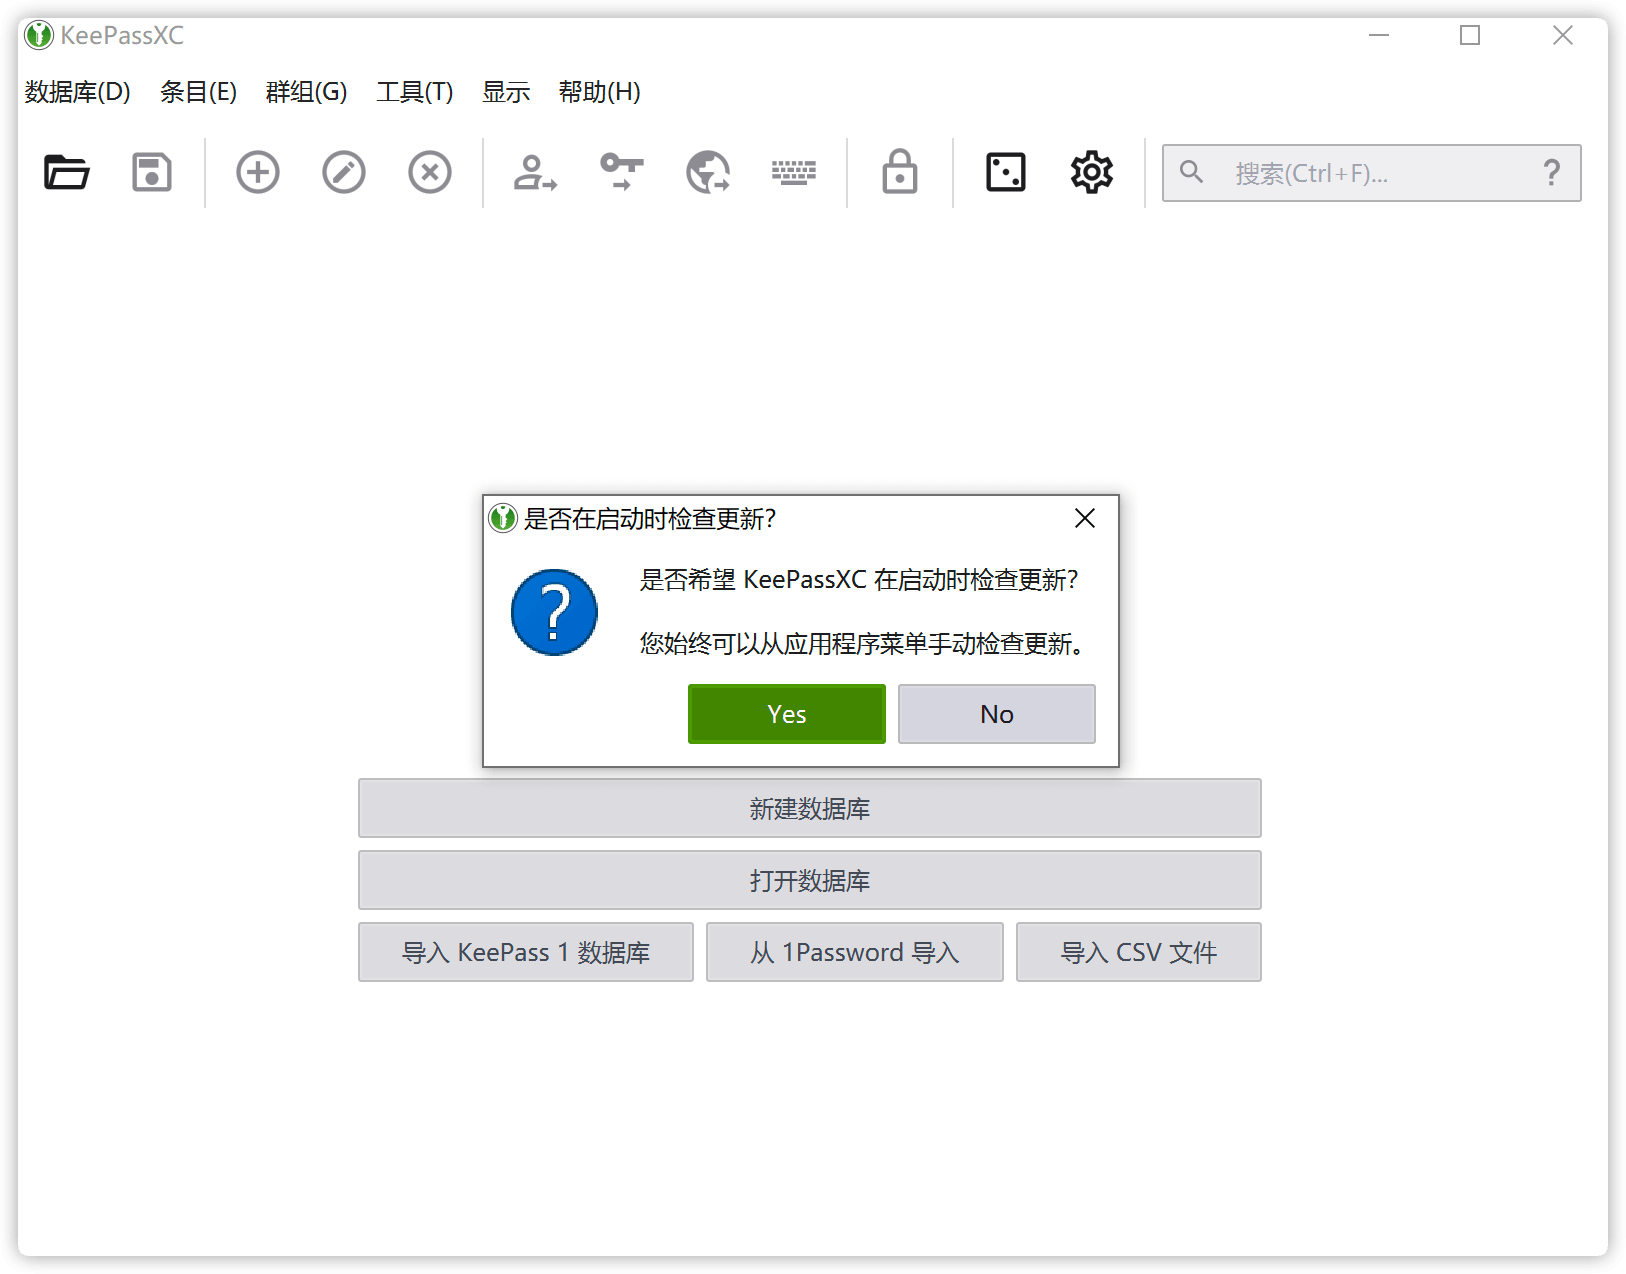 KeePassXC
数据库(D) 条目(E) 群组(G) 工具(T) 显示 帮助(H)
搜索(Ctrl+F)... ?
是否在启动时检查更新?
是否希望 KeePassXC 在启动时检查更新?
您始终可以从应用程序菜单手动检查更新。
Yes No
新建数据库
打开数据库
导入 KeePass 1 数据库 从 1Password 导入 导入 CSV 文件